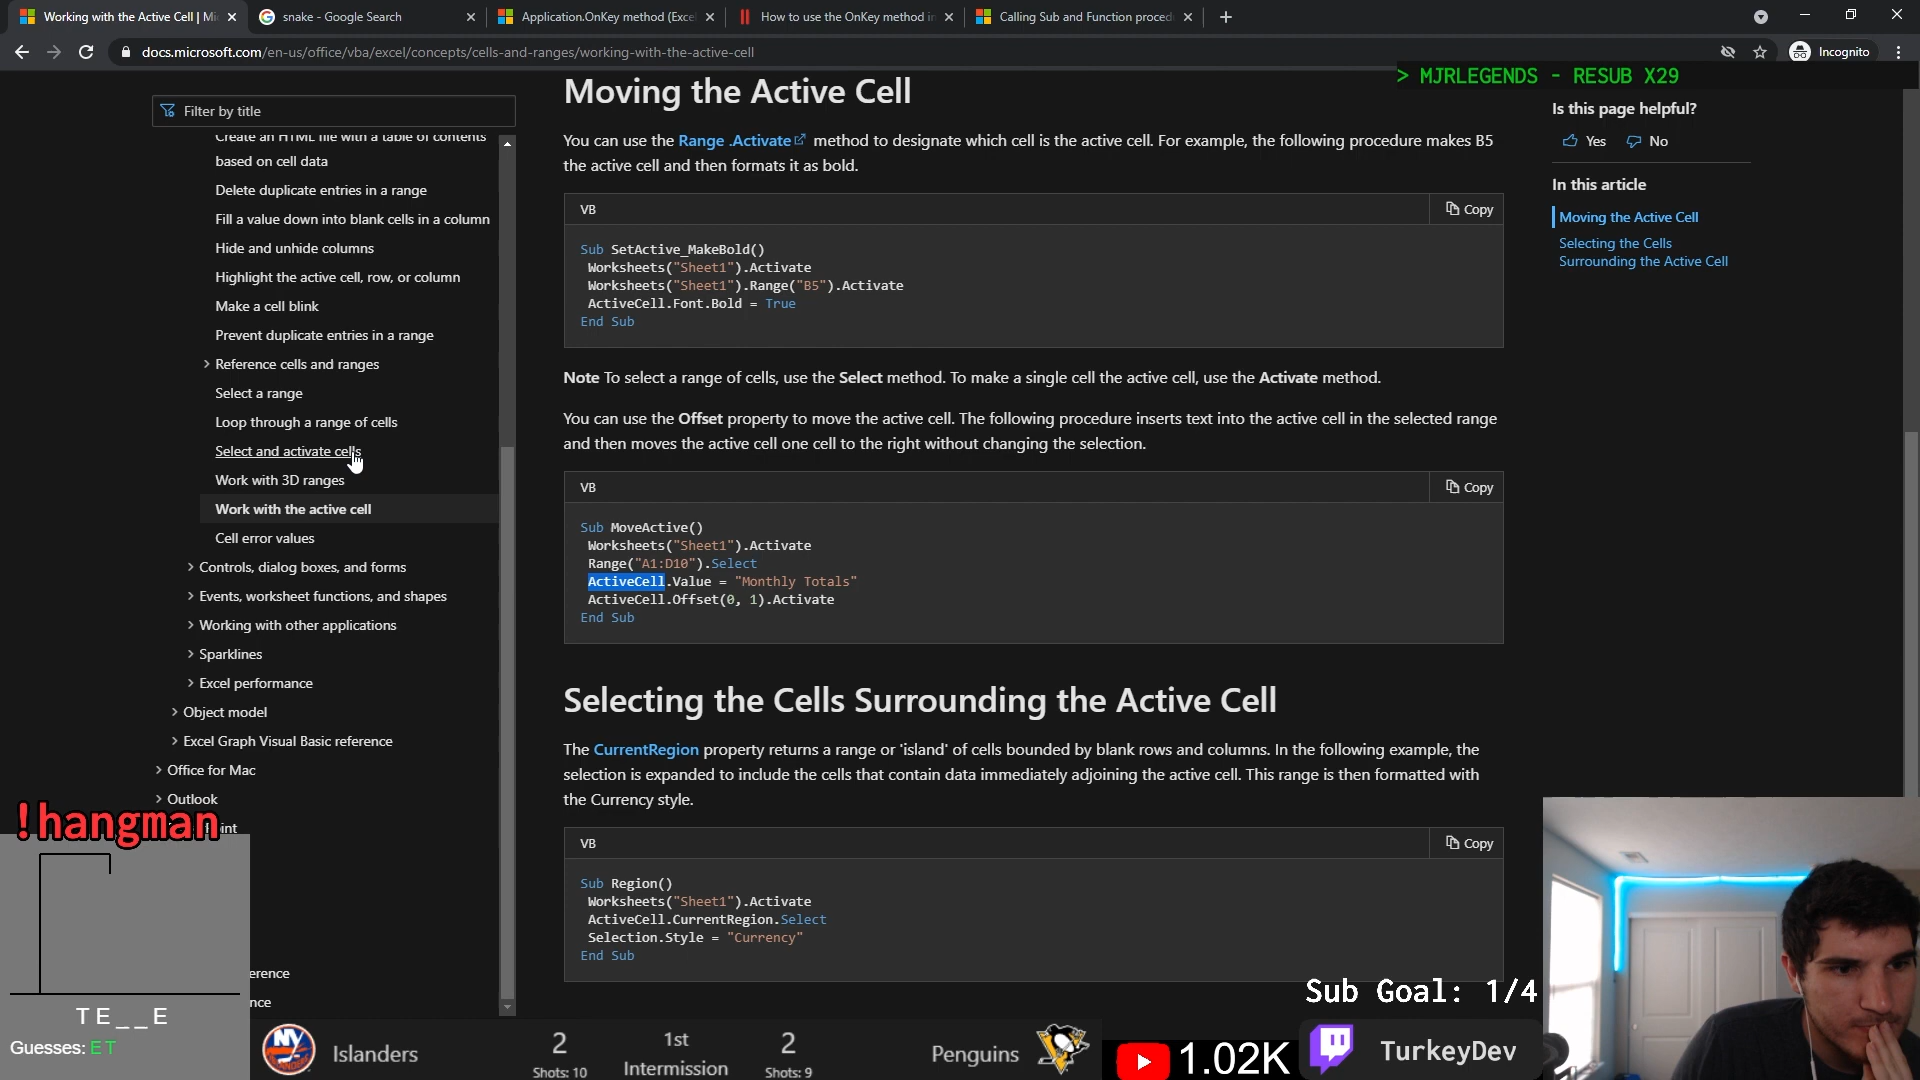 Working with the Active Cell | Mi
snake - Google Search
Application.OnKey method (Exce
How to use the OnKey method in
Calling Sub and Function proced
docs.microsoft.com/en-us/office/vba/excel/concepts/cells-and-ranges/working-with-the-active-cell
Incognito
> MJRLEGENDS - RESUB X29
Filter by title
Create an HTML file with a table of contents
based on cell data
Delete duplicate entries in a range
Fill a value down into blank cells in a column
Hide and unhide columns
Highlight the active cell, row, or column
Make a cell blink
Prevent duplicate entries in a range
Reference cells and ranges
Select a range
Loop through a range of cells
Select and activate cells
Work with 3D ranges
Work with the active cell
Cell error values
Controls, dialog boxes, and forms
Events, worksheet functions, and shapes
Working with other applications
Sparklines
Excel performance
Object model
Excel Graph Visual Basic reference
Office for Mac
Outlook
oint
erence
nce
Moving the Active Cell
You can use the Range .Activate method to designate which cell is the active cell. For example, the following procedure makes B5
the active cell and then formats it as bold.
VB
Copy
Sub SetActive_MakeBold()
Worksheets("Sheet1").Activate
Worksheets("Sheet1").Range("B5").Activate
ActiveCell.Font.Bold = True
End Sub
Note To select a range of cells, use the Select method. To make a single cell the active cell, use the Activate method.
You can use the Offset property to move the active cell. The following procedure inserts text into the active cell in the selected range
and then moves the active cell one cell to the right without changing the selection.
VB
Copy
Sub MoveActive()
Worksheets("Sheet1").Activate
Range("A1:D10").Select
ActiveCell.Value = "Monthly Totals"
ActiveCell.Offset(0, 1).Activate
End Sub
Selecting the Cells Surrounding the Active Cell
The CurrentRegion property returns a range or 'island' of cells bounded by blank rows and columns. In the following example, the
selection is expanded to include the cells that contain data immediately adjoining the active cell. This range is then formatted with
the Currency style.
VB
Copy
Sub Region()
Worksheets("Sheet1").Activate
ActiveCell.CurrentRegion.Select
Selection.Style = "Currency"
End Sub
Is this page helpful?
Yes No
In this article
Moving the Active Cell
Selecting the Cells
Surrounding the Active Cell
!hangman
TE__E
Guesses: ET
Sub Goal: 1/4
NY
Islanders
2
Shots: 10
1st
Intermission
2
Shots: 9
Penguins
1.02K
TurkeyDev